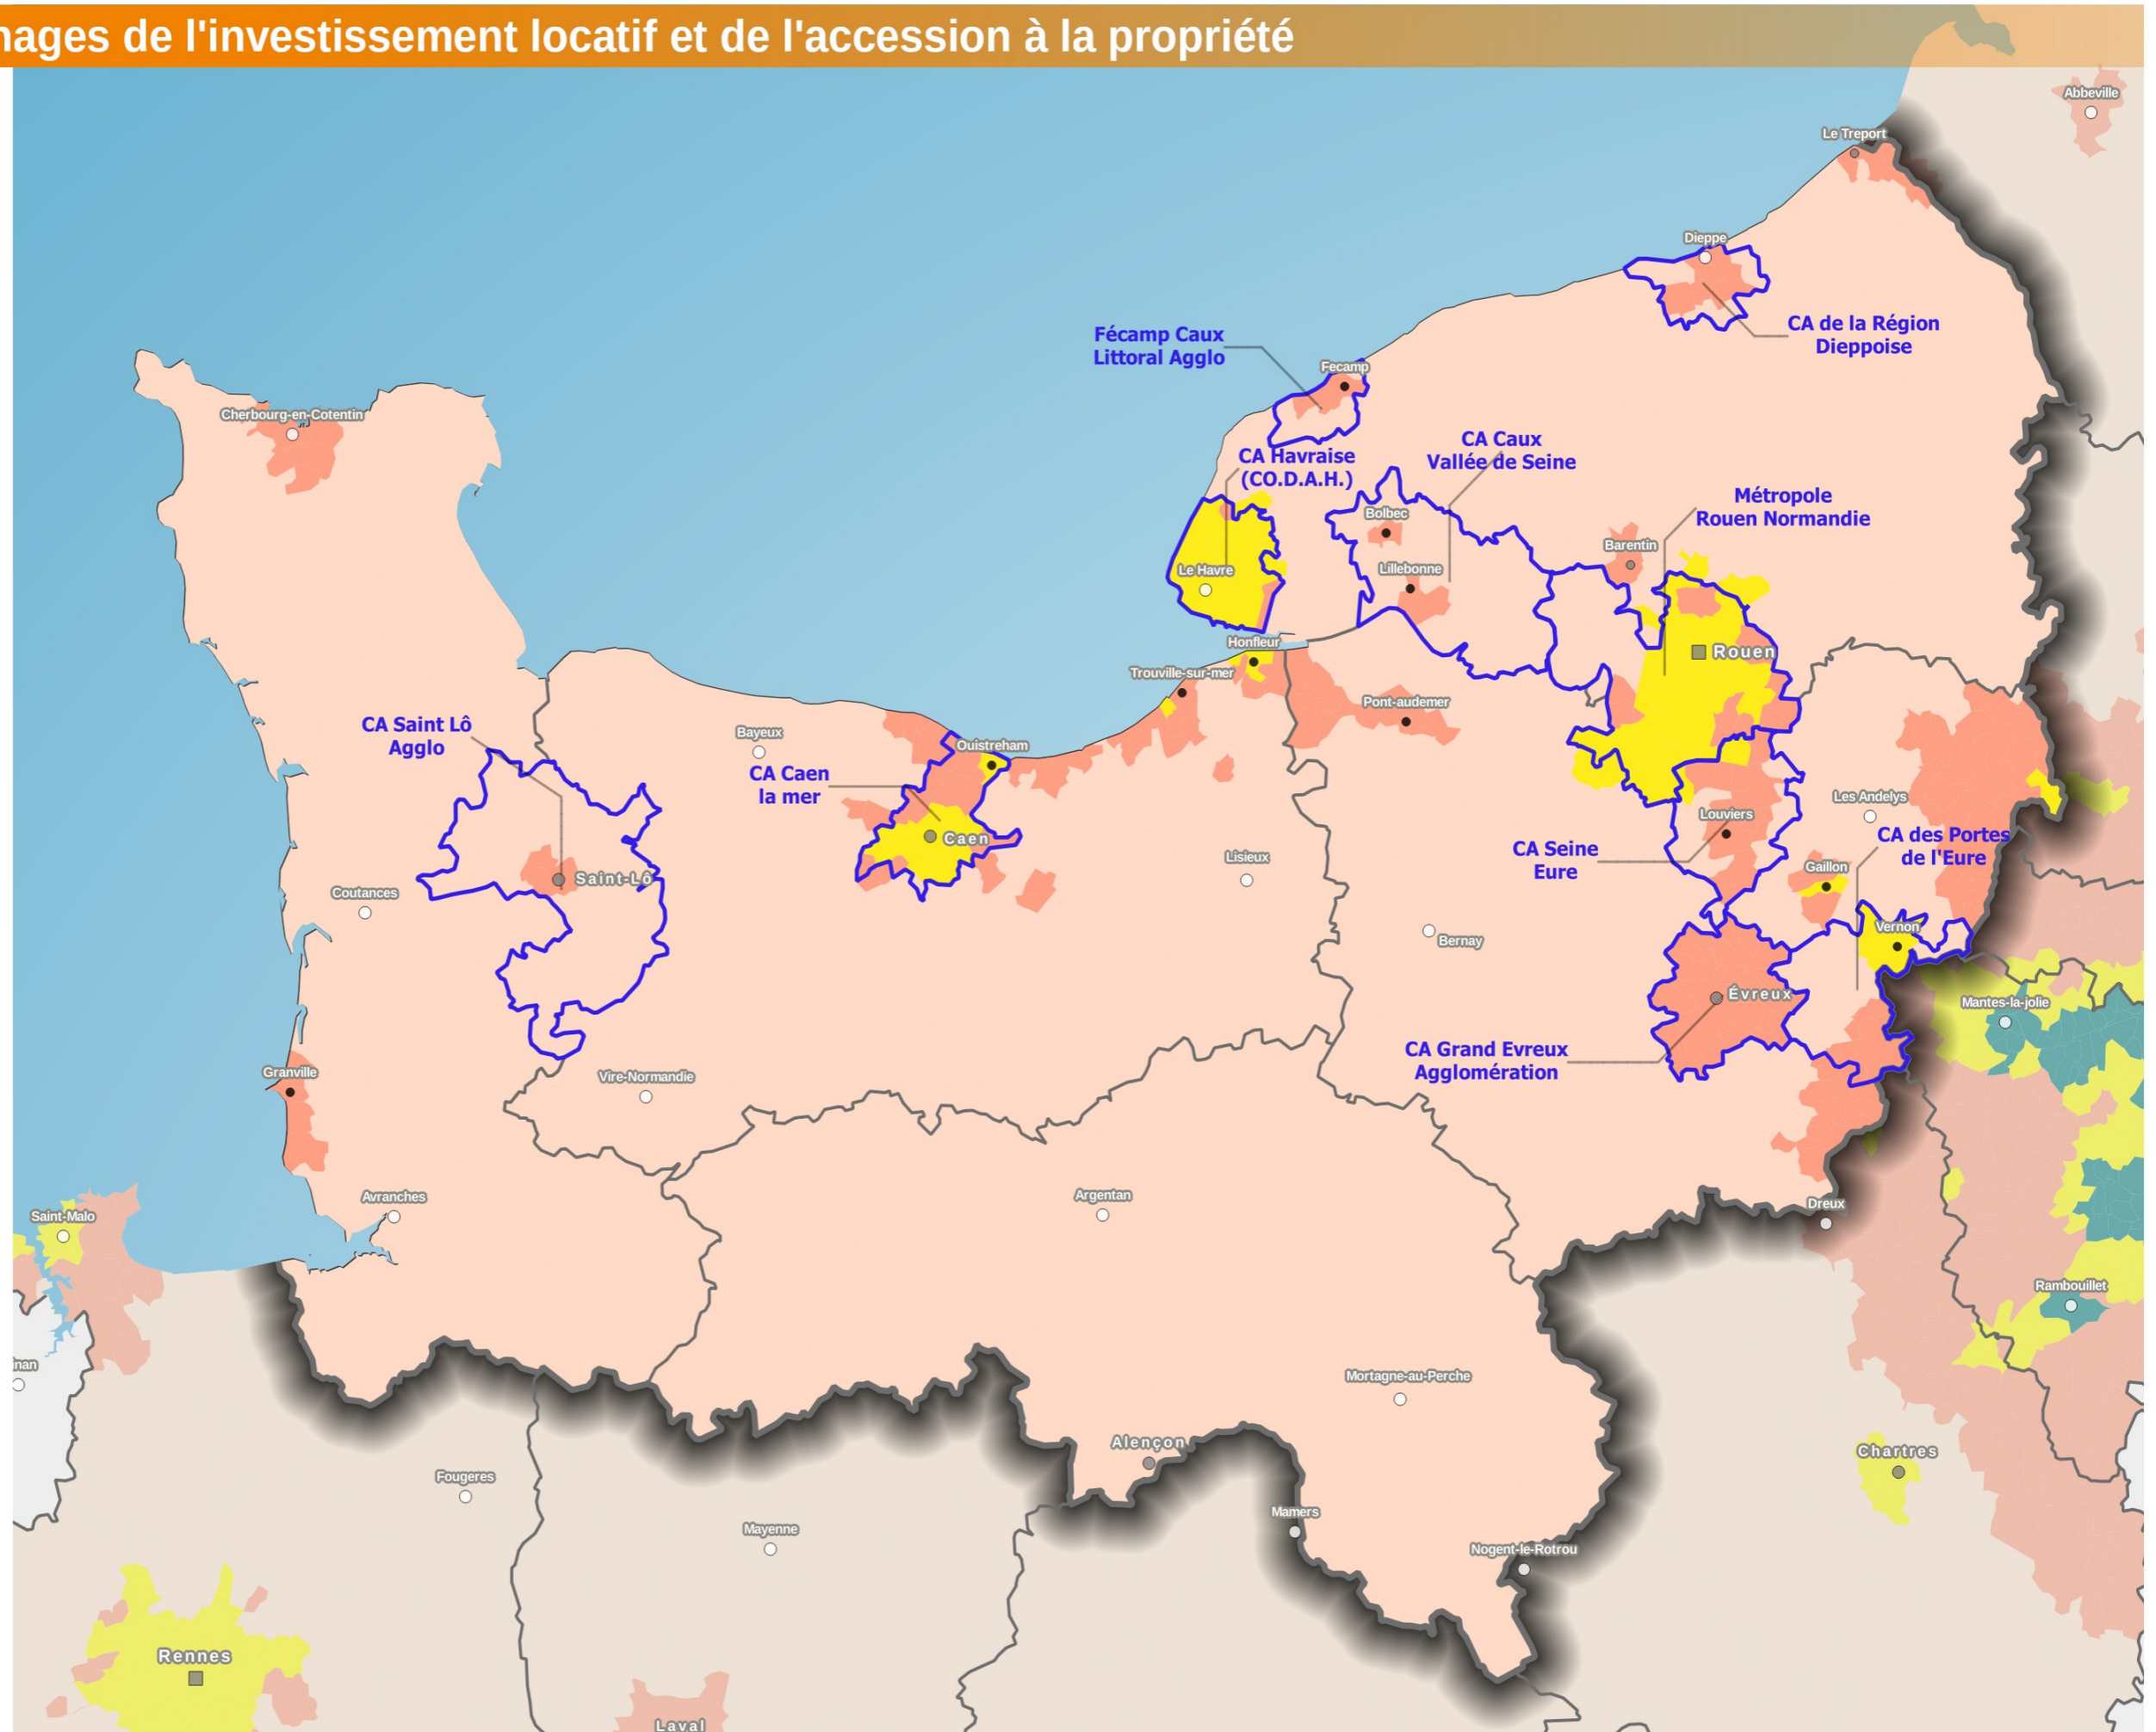 nages de l'investissement locatif et de l'accession à la propriété
Abbeville
Le Treport
Dieppe
CA de la Région
Dieppoise
Fécamp Caux
Littoral Agglo
Fecamp
Cherbourg-en-Cotentin
CA Havraise
(CO.D.A.H.)
CA Caux
Vallée de Seine
Métropole
Rouen Normandie
Bolbec
Barentin
Le Havre
Lillebonne
Honfleur
Rouen
Trouville-sur-mer
Pont-audemer
CA Saint Lô
Agglo
Bayeux
Ouistreham
CA Caen
la mer
Caen
Les Andelys
Louviers
CA des Portes
de l'Eure
CA Seine
Eure
Lisieux
Gaillon
Saint-Lô
Coutances
Vernon
Bernay
Évreux
Mantes-la-jolie
CA Grand Evreux
Agglomération
Granville
Vire-Normandie
Avranches
Argentan
Dreux
Saint-Malo
Rambouillet
nan
Mortagne-au-Perche
Alençon
Chartres
Fougeres
Mamers
Mayenne
Nogent-le-Rotrou
Rennes
Laval